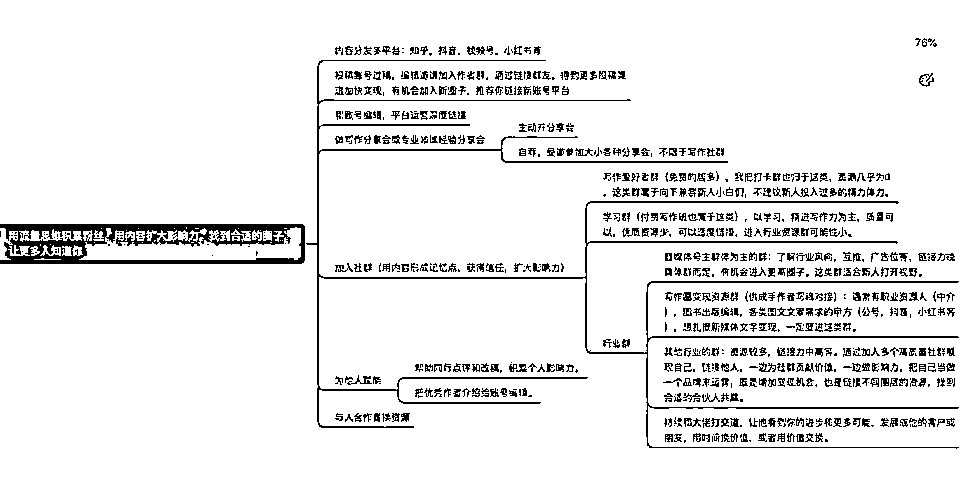 76%
内容分发多平台：知乎、抖音、视频号、小红书等
投稿账号过稿，编辑邀请加入作者群，通过链接群友，得到更多投稿渠
道加快变现，有机会加入新圈子，推荐你链接新账号平台
和账号编辑，平台运营深度链接
做写作分享会或专业领域经验分享会
主动开分享会
自荐，受邀参加大小各种分享会，不限于写作社群
写作爱好者群（免费的居多），我把打卡群也归于这类，资源几乎为0
，这类群属于向下兼容新人小白们，不建议新人投入过多的精力体力。
学习群（付费写作班也属于这类），以学习、精进写作力为主，质量可
以，优质资源少，可以深度链接，进入行业资源群可能性小。
用流量思维积累粉丝，用内容扩大影响力，找到合适的圈子，
让更多人知道你
加入社群（用内容形成记忆点，获得信任，扩大影响力）
自媒体号主群体为主的群：了解行业风向，互推，广告位等，链接力视
具体群而定，有机会进入更高圈子。这类群适合新人打开视野。
写作圈变现资源群（供成手作者写稿对接）：通常有职业资源人（中介
），图书出版编辑，各类图文文案需求的甲方（公号，抖音，小红书等
），想扎根新媒体文字变现，一定要进这类群。
行业群
其他行业的群：资源较多，链接力中高等。通过加入多个高质量社群展
现自己，链接他人，一边为社群贡献价值，一边做影响力，把自己当做
一个品牌来运营，既是增加变现机会，也是链接不同圈层的资源，找到
合适的合伙人共赢。
持续和大佬打交道，让他看到你的进步和更多可能，发展成他的客户或
朋友，用时间换价值、或者用价值交换。
为他人赋能
帮助同行点评和改稿，积累个人影响力。
把优秀作者介绍给账号编辑。
与人合作置换资源